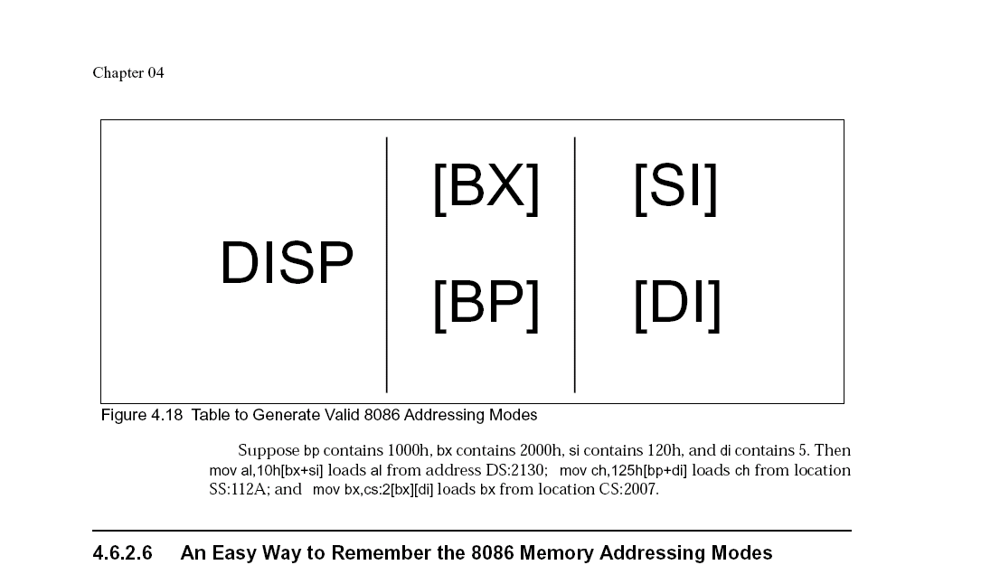 Chapter 04
[BX] [SI]
DISP
[BP] [DI]
Figure 4.18 Table to Generate Valid 8086 Addressing Modes
Suppose bp contains 1000h, bx contains 2000h, si contains 120h, and di contains 5. Then
mov al,10h[bx+si] loads al from address DS:2130; mov ch,125h[bp+di] loads ch from location
SS:112A; and mov bx,cs:2[bx][di] loads bx from location CS:2007.
4.6.2.6 An Easy Way to Remember the 8086 Memory Addressing Modes